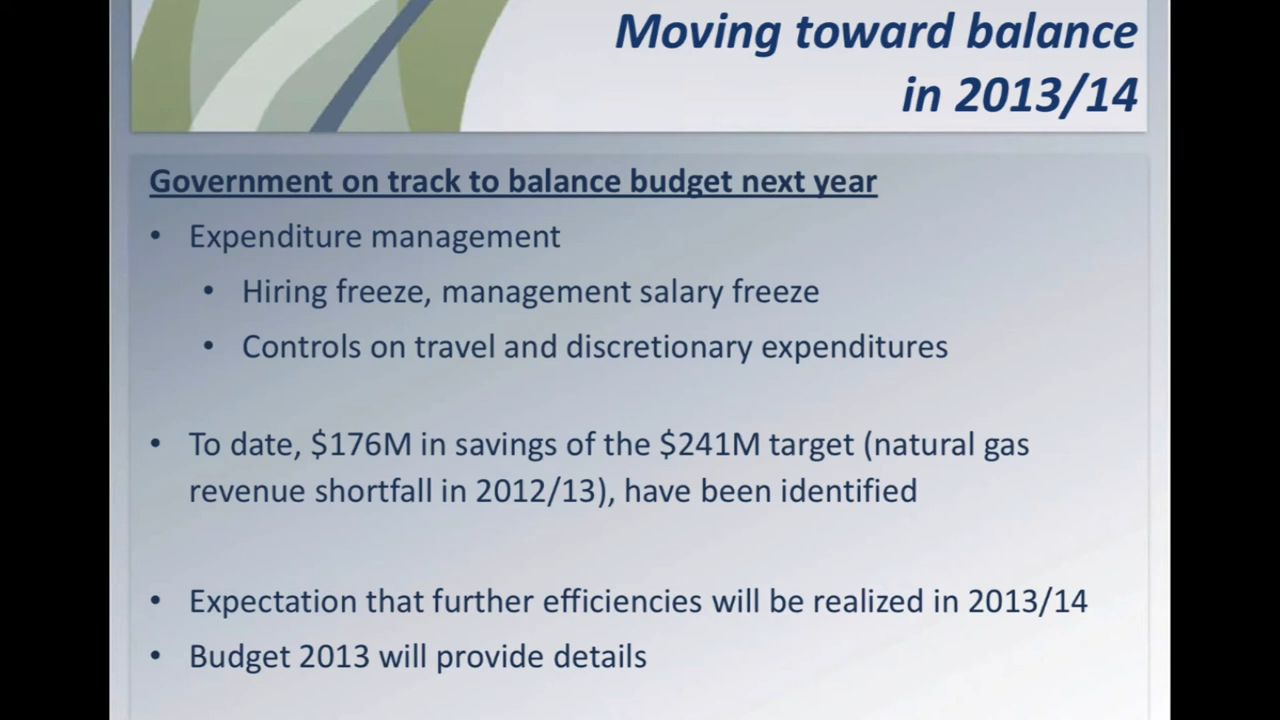 Moving toward balance
in 2013/14
Government on track to balance budget next year
• Expenditure management
• Hiring freeze, management salary freeze
• Controls on travel and discretionary expenditures
• To date, $176M in savings of the $241M target (natural gas
revenue shortfall in 2012/13), have been identified
• Expectation that further efficiencies will be realized in 2013/14
• Budget 2013 will provide details